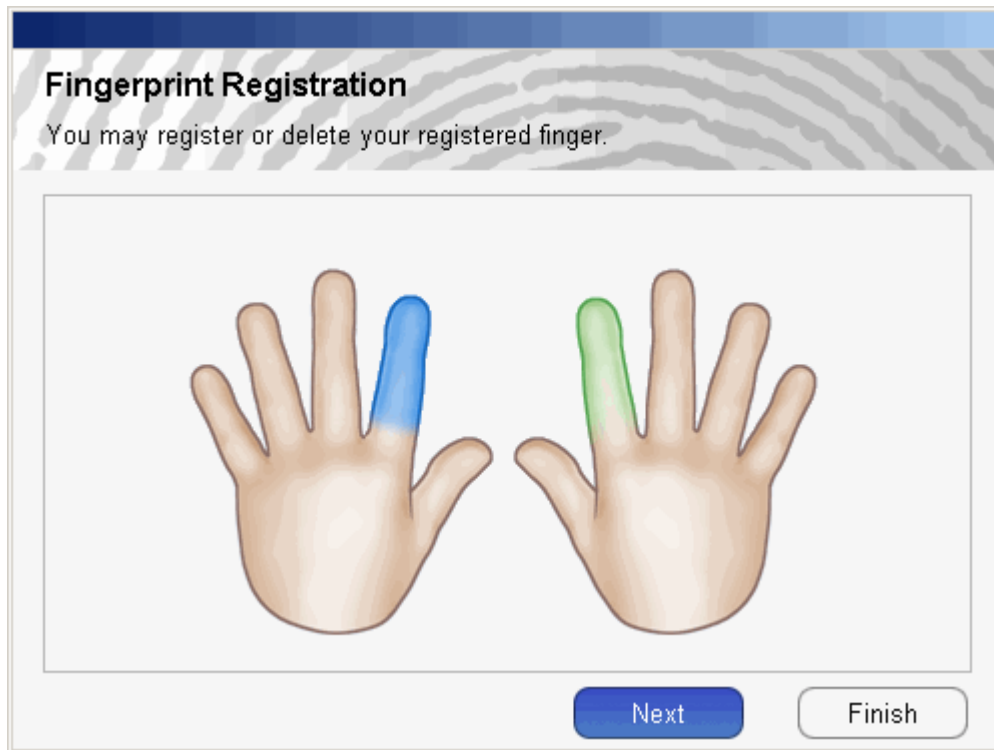 Fingerprint Registration
You may register or delete your registered finger.
Next
Finish